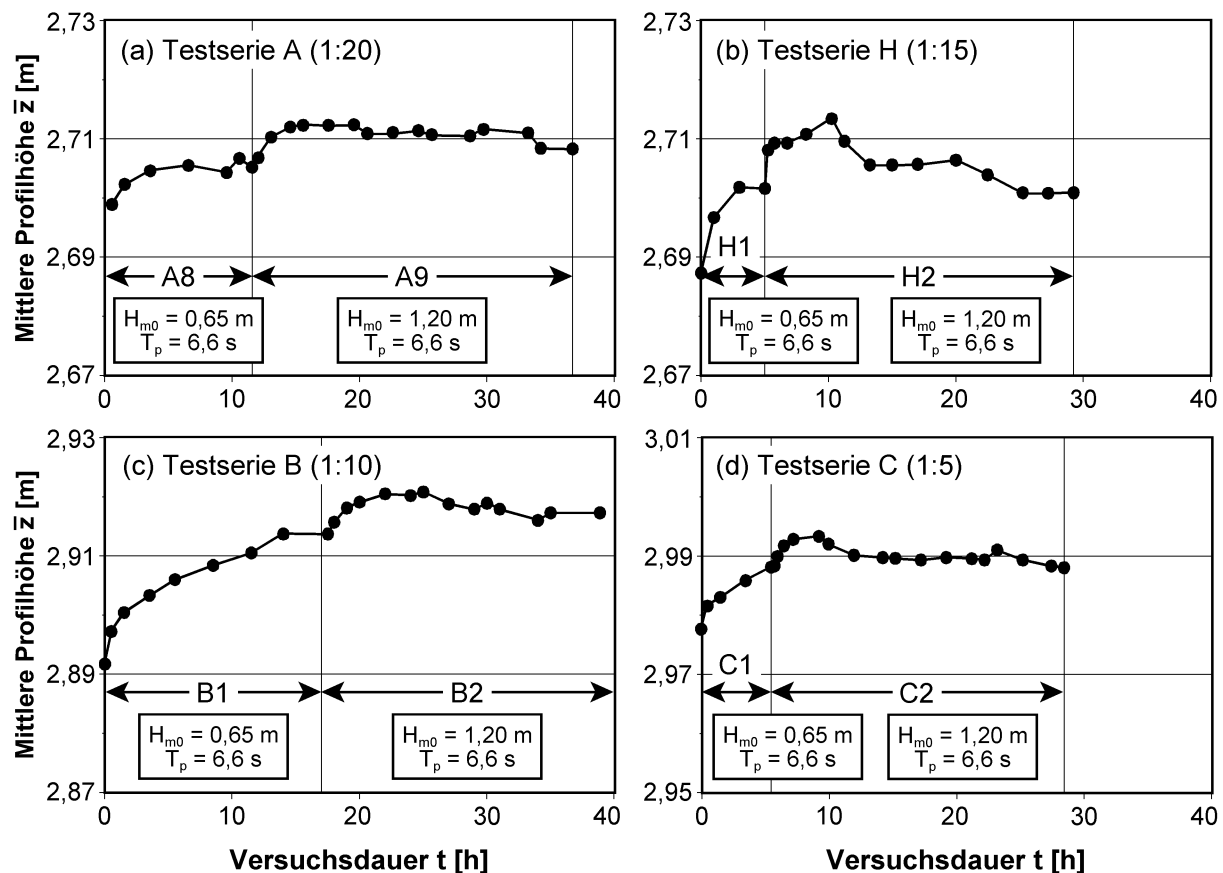 Mittlere Profilhöhe z̅ [m]
2,73
2,71
2,69
2,67
(a) Testserie A (1:20)
A8
A9
H_m0 = 0,65 m
T_p = 6,6 s
H_m0 = 1,20 m
T_p = 6,6 s
0 10 20 30 40
2,73
2,71
2,69
2,67
(b) Testserie H (1:15)
H1
H2
H_m0 = 0,65 m
T_p = 6,6 s
H_m0 = 1,20 m
T_p = 6,6 s
0 10 20 30 40
Mittlere Profilhöhe z̅ [m]
2,93
2,91
2,89
2,87
(c) Testserie B (1:10)
B1
B2
H_m0 = 0,65 m
T_p = 6,6 s
H_m0 = 1,20 m
T_p = 6,6 s
0 10 20 30 40
Versuchsdauer t [h]
3,01
2,99
2,97
2,95
(d) Testserie C (1:5)
C1
C2
H_m0 = 0,65 m
T_p = 6,6 s
H_m0 = 1,20 m
T_p = 6,6 s
0 10 20 30 40
Versuchsdauer t [h]